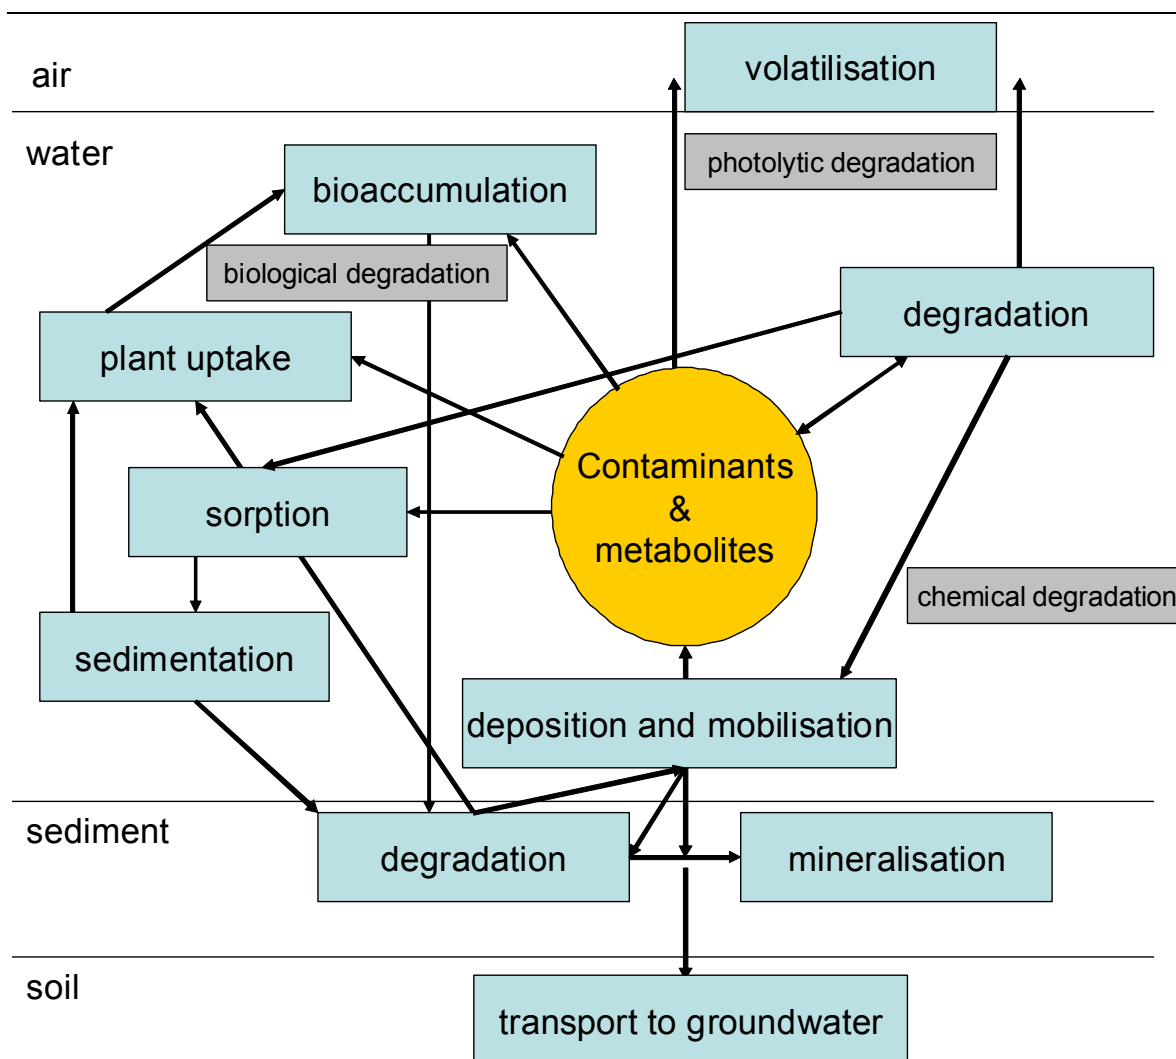 volatilisation
air
water
photolytic degradation
bioaccumulation
biological degradation
degradation
plant uptake
Contaminants
&
metabolites
sorption
chemical degradation
sedimentation
deposition and mobilisation
sediment
degradation
mineralisation
soil
transport to groundwater